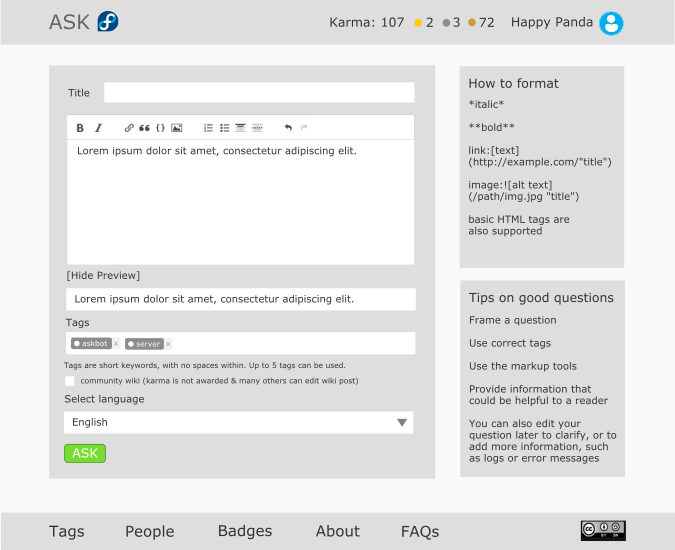 ASK
Karma: 107 2 3 72 Happy Panda
Title
B I
Lorem ipsum dolor sit amet, consectetur adipiscing elit.
[Hide Preview]
Lorem ipsum dolor sit amet, consectetur adipiscing elit.
Tags
askbot x server x
Tags are short keywords, with no spaces within. Up to 5 tags can be used.
community wiki (karma is not awarded & many others can edit wiki post)
Select language
English
ASK
How to format
*italic*
**bold**
link:[text]
(http://example.com/"title")
image:![alt text]
(/path/img.jpg "title")
basic HTML tags are
also supported
Tips on good questions
Frame a question
Use correct tags
Use the markup tools
Provide information that
could be helpful to a reader
You can also edit your
question later to clarify, or to
add more information, such
as logs or error messages
Tags People Badges About FAQs
cc
BY SA